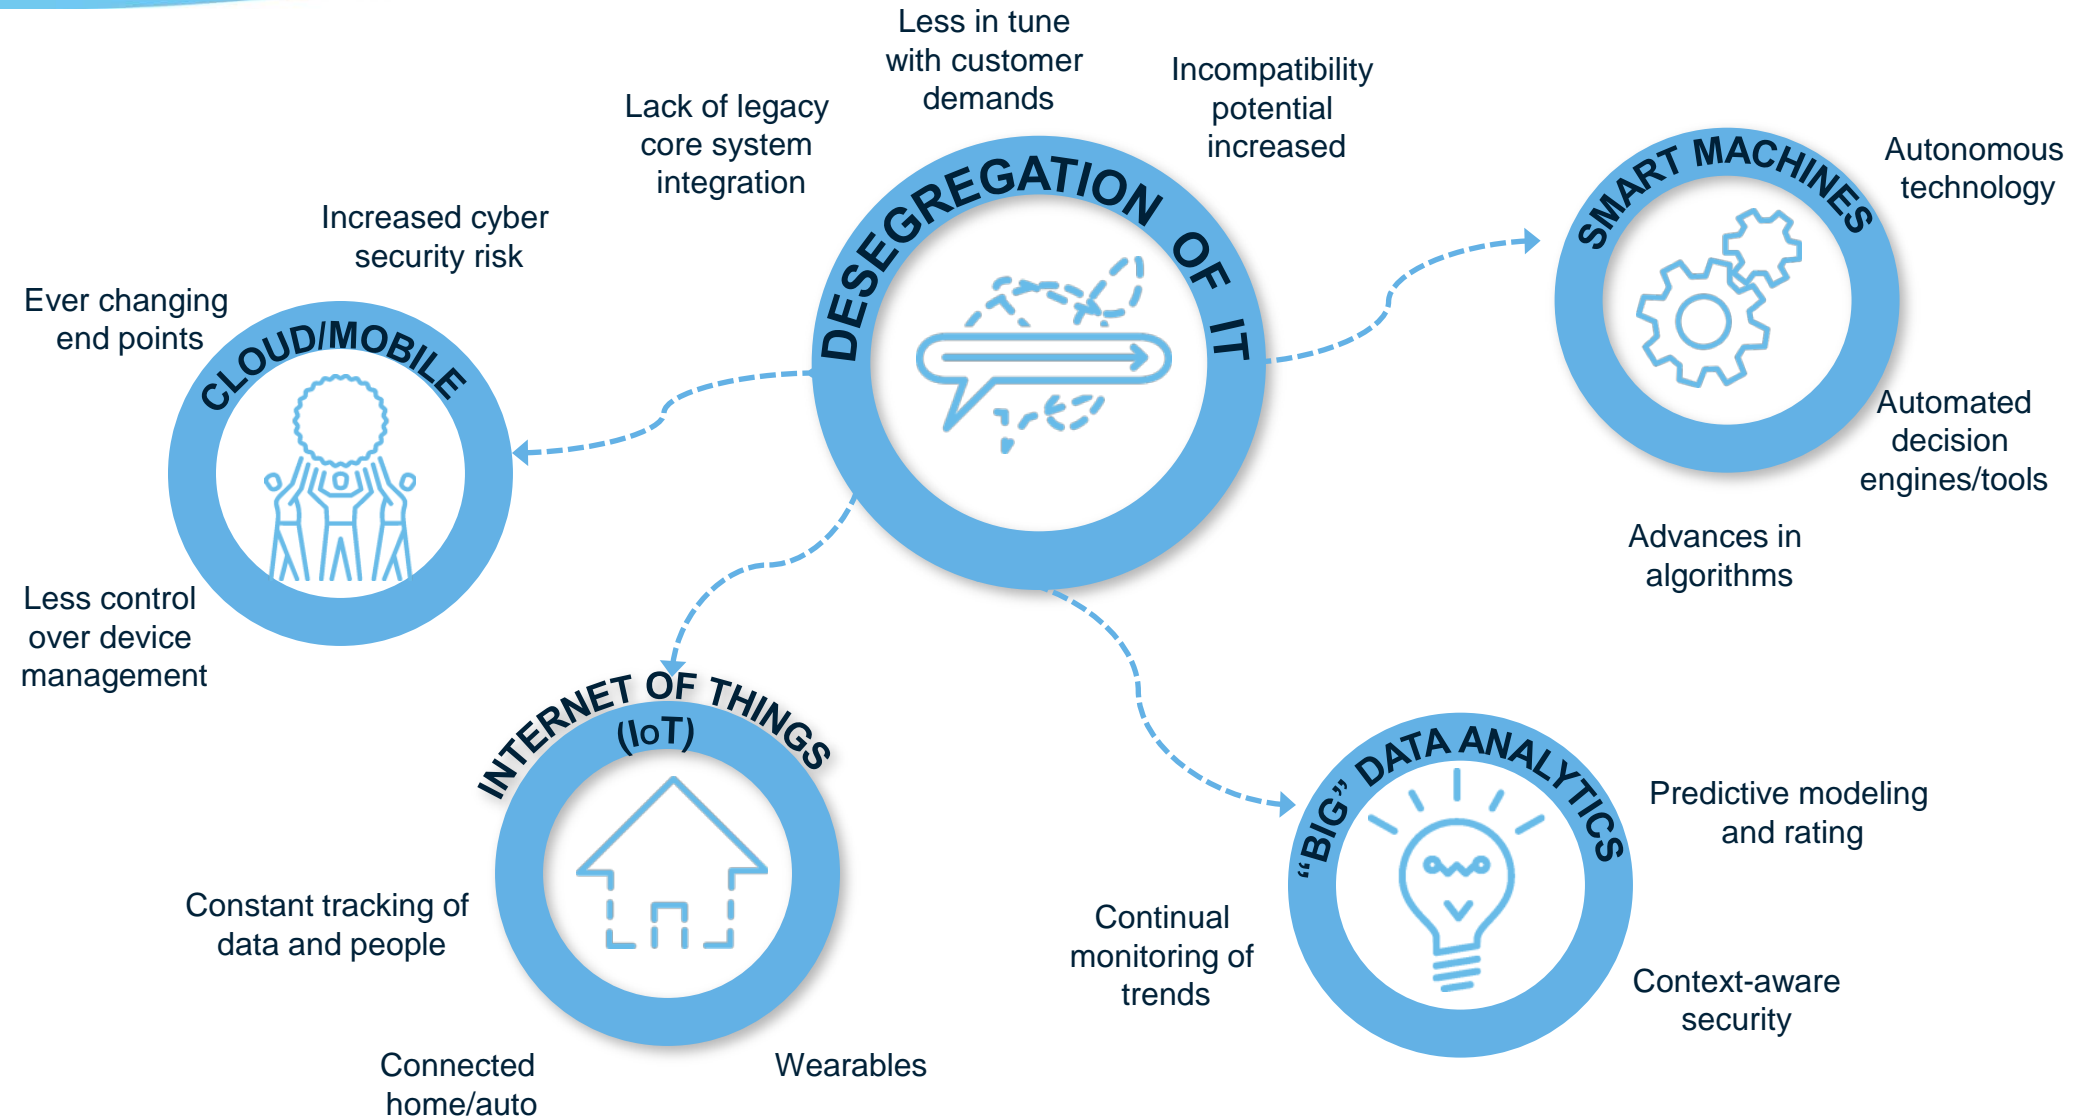 Less in tune
with customer
demands
Incompatibility
potential
increased
Lack of legacy
core system
integration
DESEGREGATION OF IT
SMART MACHINES
Autonomous
technology
Automated
decision
engines/tools
Advances in
algorithms
Increased cyber
security risk
Ever changing
end points
CLOUD/MOBILE
Less control
over device
management
INTERNET OF THINGS
(IoT)
Constant tracking of
data and people
Connected
home/auto
Wearables
“BIG” DATA ANALYTICS
Predictive modeling
and rating
Continual
monitoring of
trends
Context-aware
security